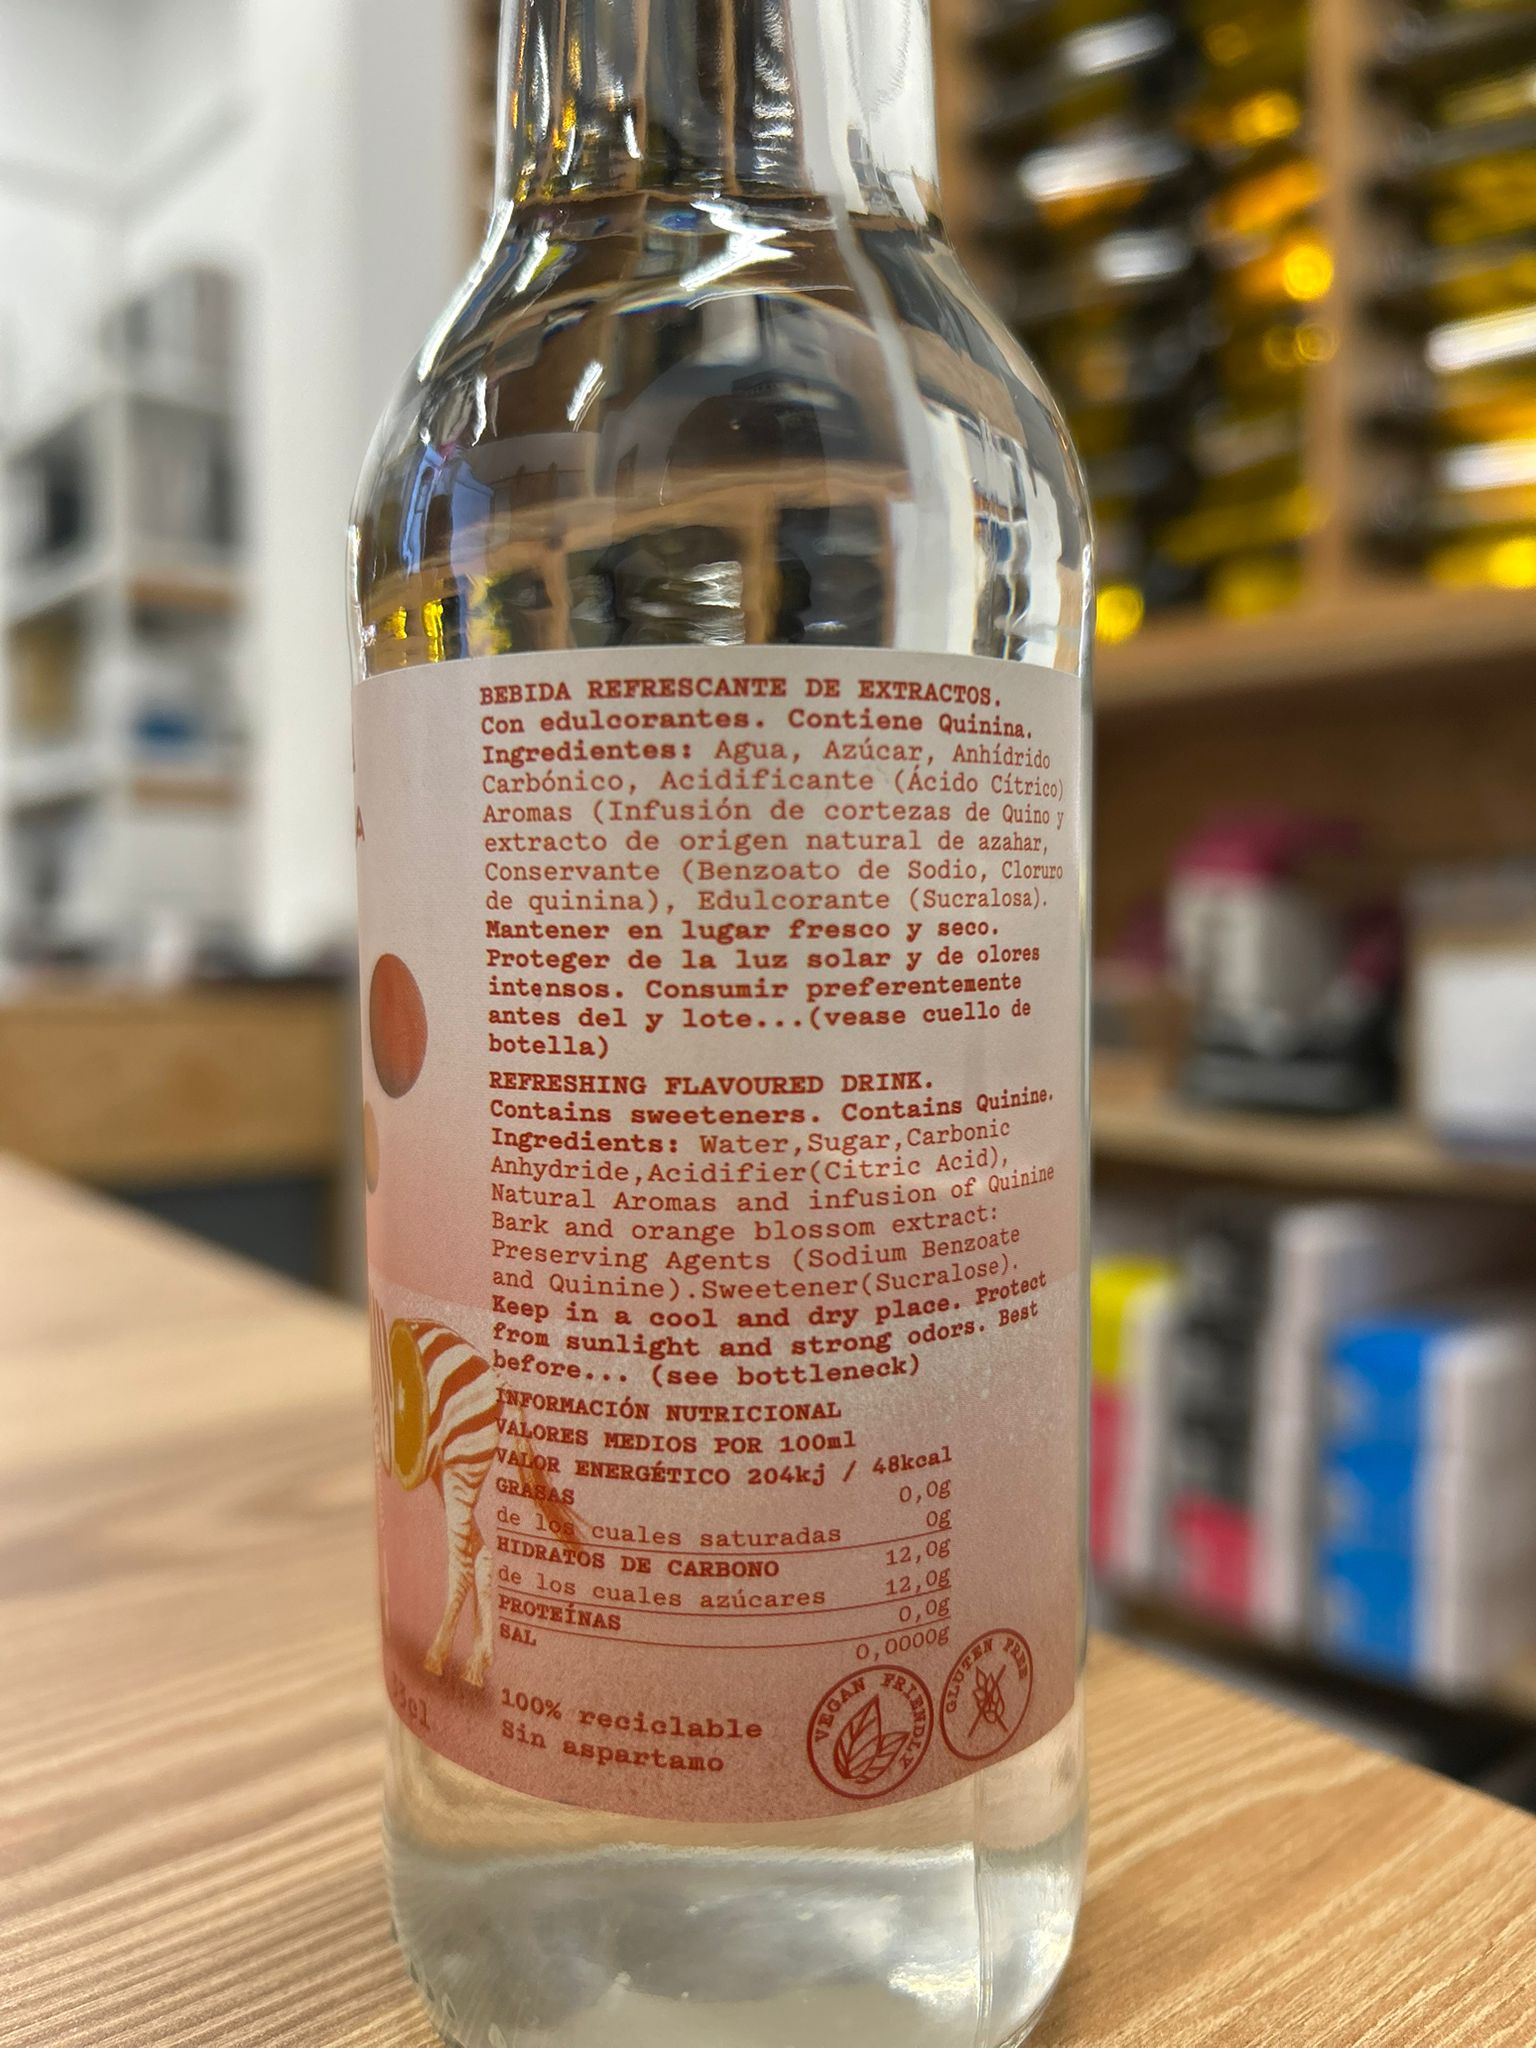 BEBIDA REFRESCANTE DE EXTRACTOS.
Con edulcorantes. Contiene Quinina.
Ingredientes: Agua, Azúcar, Anhídrido
Carbónico, Acidificante (Ácido Cítrico)
Aromas (Infusión de cortezas de Quino y
extracto de origen natural de azahar,
Conservante (Benzoato de Sodio, Cloruro
de quinina), Edulcorante (Sucralosa).
Mantener en lugar fresco y seco.
Proteger de la luz solar y de olores
intensos. Consumir preferentemente
antes del y lote...(vease cuello de
botella)
REFRESHING FLAVOURED DRINK.
Contains sweeteners. Contains Quinine.
Ingredients: Water,Sugar,Carbonic
Anhydride,Acidifier(Citric Acid),
Natural Aromas and infusion of Quinine
Bark and orange blossom extract:
Preserving Agents (Sodium Benzoate
and Quinine).Sweetener(Sucralose).
Keep in a cool and dry place. Protect
from sunlight and strong odors. Best
before... (see bottleneck)
INFORMACIÓN NUTRICIONAL
VALORES MEDIOS POR 100ml
VALOR ENERGÉTICO 204kj / 48kcal
GRASAS 0,0g
de los cuales saturadas 0g
HIDRATOS DE CARBONO 12,0g
de los cuales azúcares 12,0g
PROTEÍNAS 0,0g
SAL 0,0000g
100% reciclable
Sin aspartamo
VEGAN FRIENDLY
GLUTEN FREE